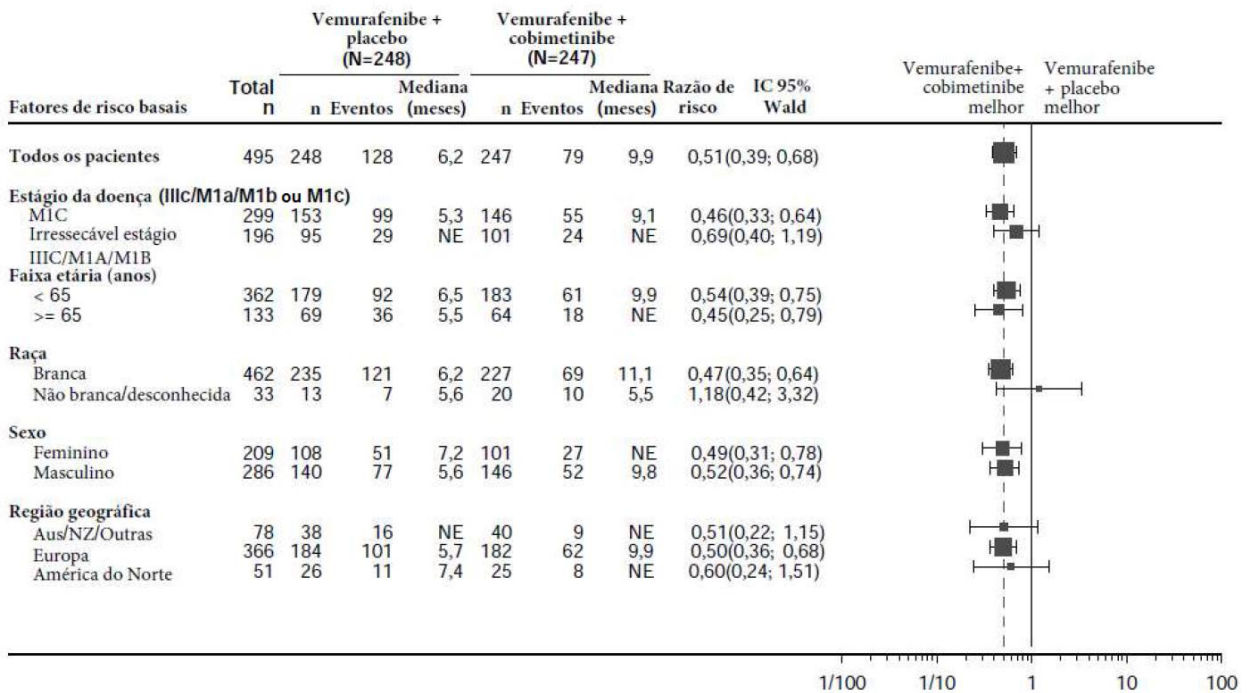 Vemurafenibe + placebo (N=248) Vemurafenibe + cobimetinibe (N=247)
Vemurafenibe+ cobimetinibe melhor Vemurafenibe + placebo melhor
Fatores de risco basais Total n n Eventos Mediana (meses) n Eventos Mediana (meses) Razão de risco IC 95% Wald
Todos os pacientes 495 248 128 6,2 247 79 9,9 0,51(0,39; 0,68)
Estágio da doença (IIIc/M1a/M1b ou M1c)
M1C 299 153 99 5,3 146 55 9,1 0,46(0,33; 0,64)
Irressecável estágio 196 95 29 NE 101 24 NE 0,69(0,40; 1,19)
IIIC/M1A/M1B
Faixa etária (anos)
< 65 362 179 92 6,5 183 61 9,9 0,54(0,39; 0,75)
>= 65 133 69 36 5,5 64 18 NE 0,45(0,25; 0,79)
Raça
Branca 462 235 121 6,2 227 69 11,1 0,47(0,35; 0,64)
Não branca/desconhecida 33 13 7 5,6 20 10 5,5 1,18(0,42; 3,32)
Sexo
Feminino 209 108 51 7,2 101 27 NE 0,49(0,31; 0,78)
Masculino 286 140 77 5,6 146 52 9,8 0,52(0,36; 0,74)
Região geográfica
Aus/NZ/Outras 78 38 16 NE 40 9 NE 0,51(0,22; 1,15)
Europa 366 184 101 5,7 182 62 9,9 0,50(0,36; 0,68)
América do Norte 51 26 11 7,4 25 8 NE 0,60(0,24; 1,51)
1/100 1/10 1 10 100